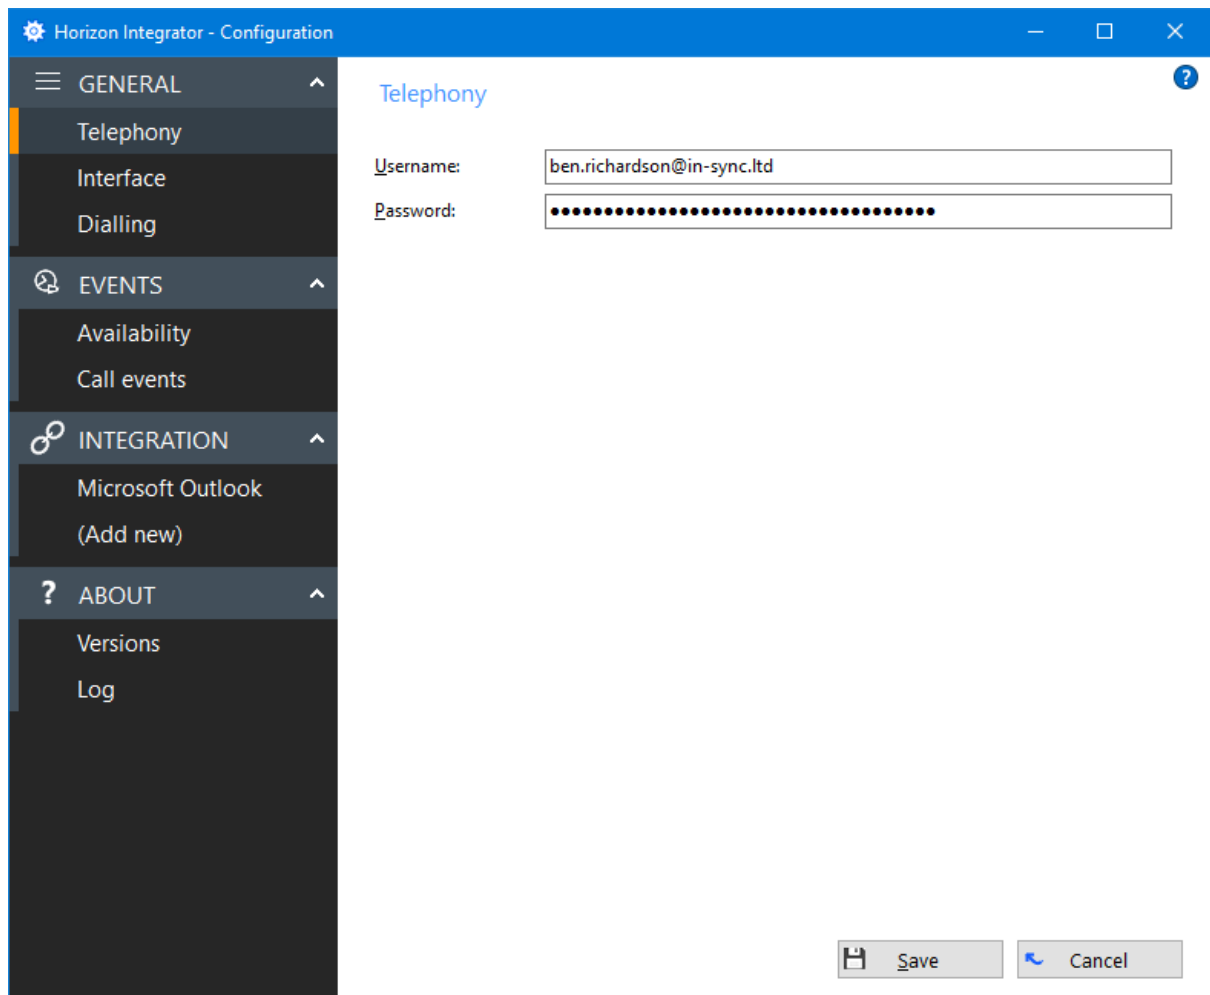 Horizon Integrator - Configuration
GENERAL
Telephony
Interface
Dialling
EVENTS
Availability
Call events
INTEGRATION
Microsoft Outlook
(Add new)
? ABOUT
Versions
Log
?
Telephony
Username: ben.richardson@in-sync.ltd
Password: ••••••••••••••••••••••••••••••••••••
Save
Cancel